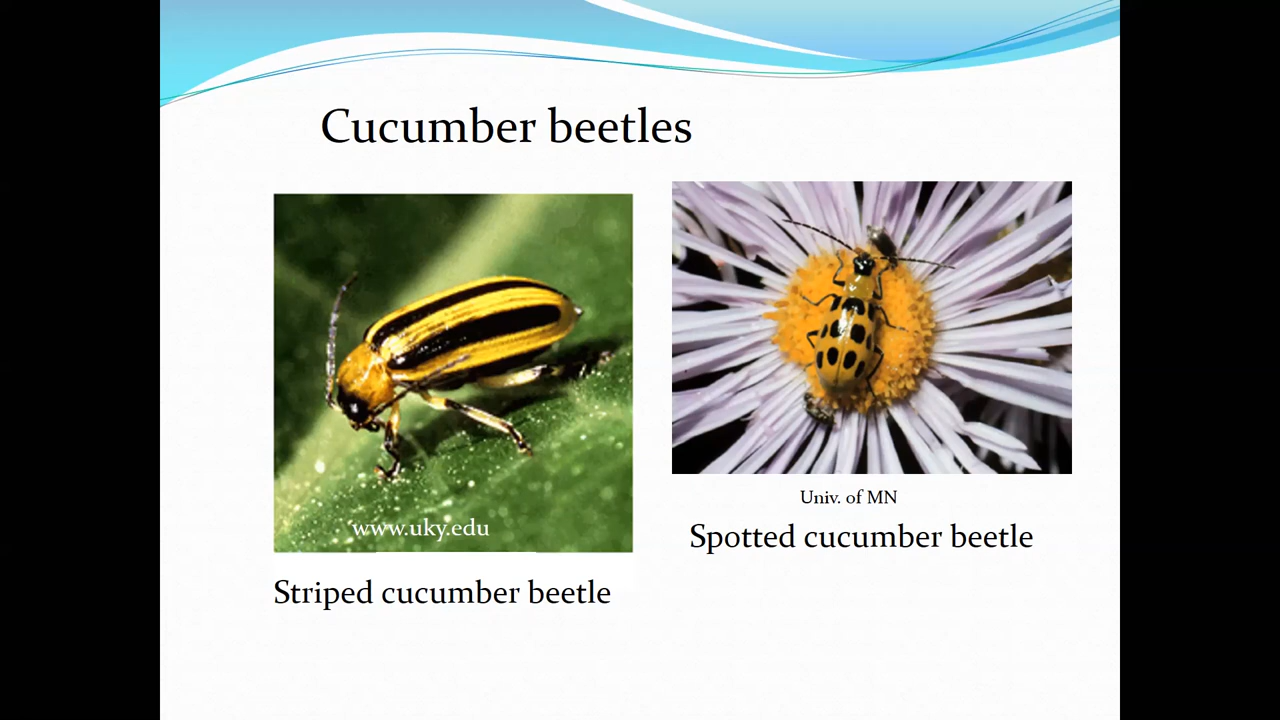 Cucumber beetles
www.uky.edu
Striped cucumber beetle
Univ. of MN
Spotted cucumber beetle